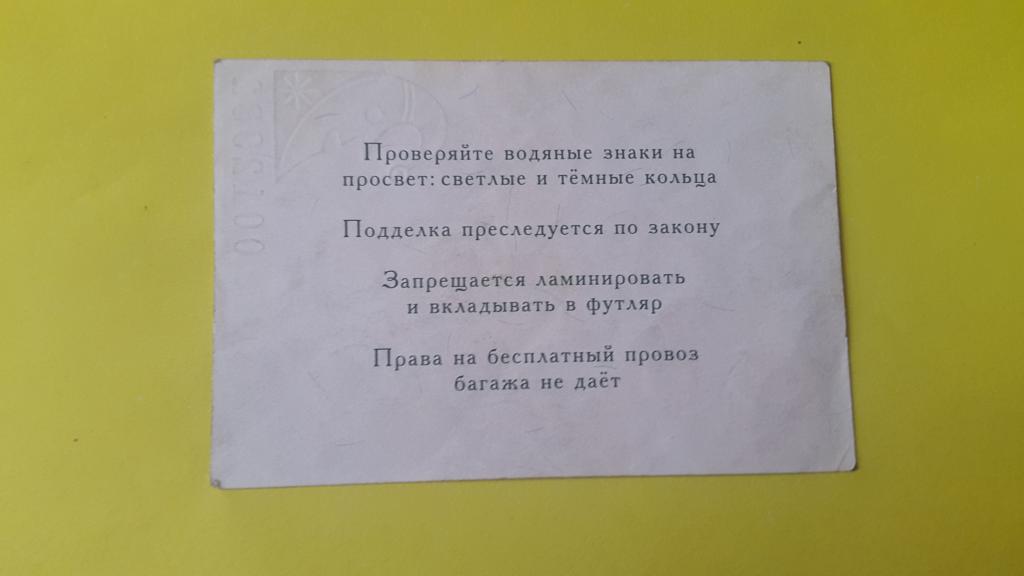 Проверяйте водяные знаки на
просвет: светлые и тёмные кольца
Подделка преследуется по закону
Запрещается ламинировать
и вкладывать в футляр
Права на бесплатный провоз
багажа не даёт